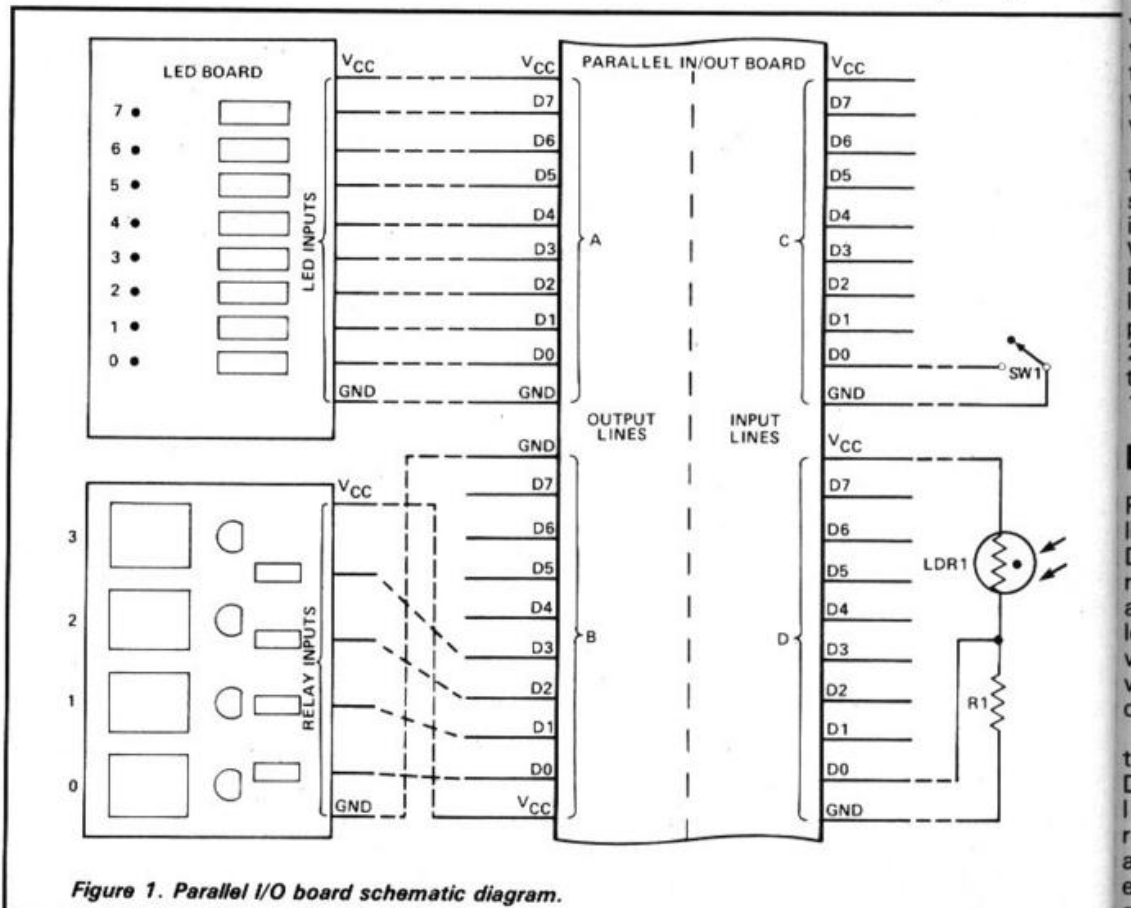 LED BOARD
VCC
7
6
5
4
3
2
1
0
LED INPUTS
GND
VCC
D7
D6
D5
D4
D3
D2
D1
D0
GND
A
PARALLEL IN/OUT BOARD
OUTPUT
LINES
INPUT
LINES
C
VCC
D7
D6
D5
D4
D3
D2
D1
D0
GND
SW1
3
2
1
0
VCC
RELAY INPUTS
GND
GND
D7
D6
D5
D4
D3
D2
D1
D0
VCC
B
D
VCC
D7
D6
D5
D4
D3
D2
D1
D0
GND
LDR1
R1
Figure 1. Parallel I/O board schematic diagram.